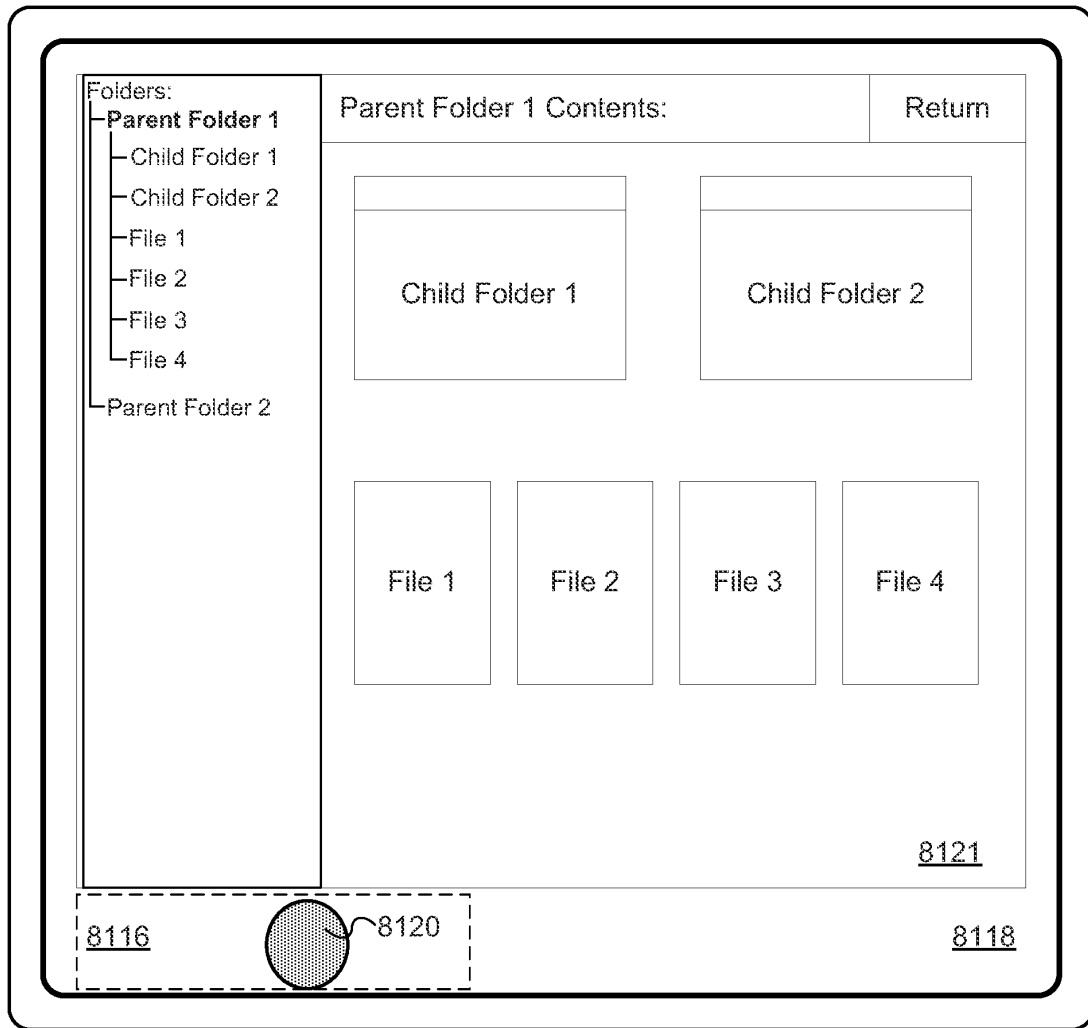 Folders:
Parent Folder 1
Child Folder 1
Child Folder 2
File 1
File 2
File 3
File 4
Parent Folder 2
Parent Folder 1 Contents:
Return
Child Folder 1
Child Folder 2
File 1
File 2
File 3
File 4
8121
8116
8120
8118